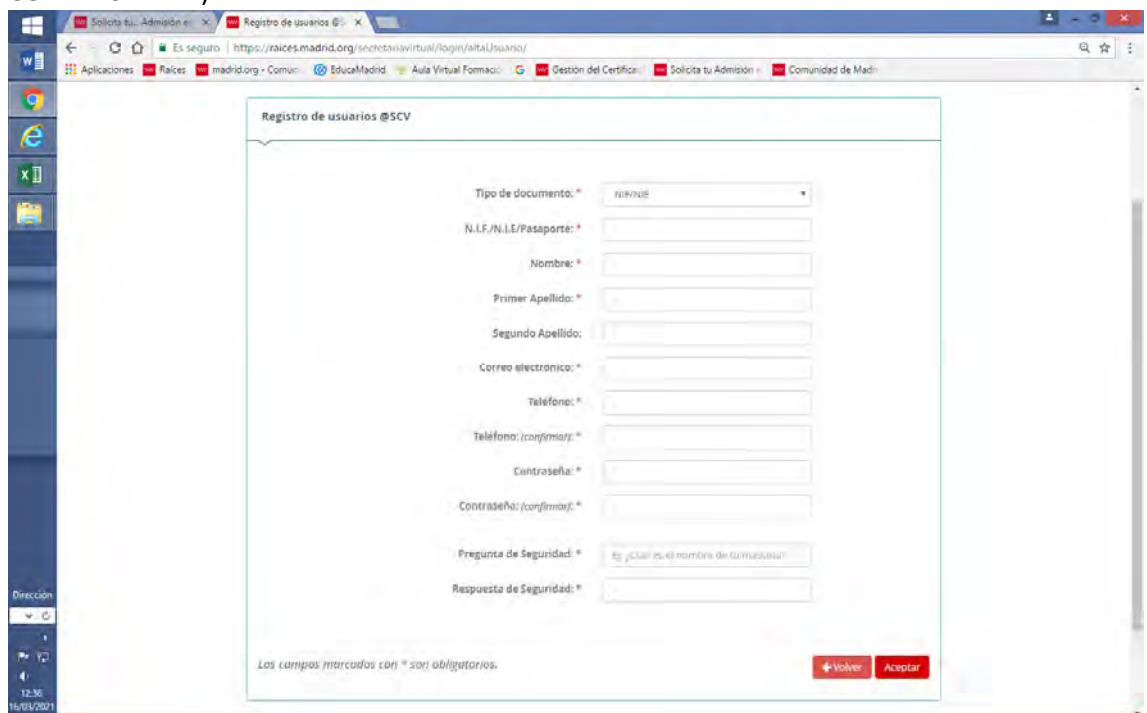 Solicita tu... Admisión e
Registro de usuarios @S
Es seguro | https://raices.madrid.org/secretariavirtual/login/altaUsuario/
Aplicaciones Raíces madrid.org - Comun EducaMadrid Aula Virtual Formaci G Gestión del Certifica Solicita tu Admisión Comunidad de Mad
Registro de usuarios @SCV
Tipo de documento: * NIF/NIE
N.I.F./N.I.E/Pasaporte: *
Nombre: *
Primer Apellido: *
Segundo Apellido:
Correo electrónico: *
Teléfono: *
Teléfono: (confirmar): *
Contraseña: *
Contraseña: (confirmar): *
Pregunta de Seguridad: * Ej: ¿Cuál es el nombre de tu mascota?
Respuesta de Seguridad: *
Los campos marcados con * son obligatorios.
Volver Aceptar
Dirección
12:36
16/03/2021